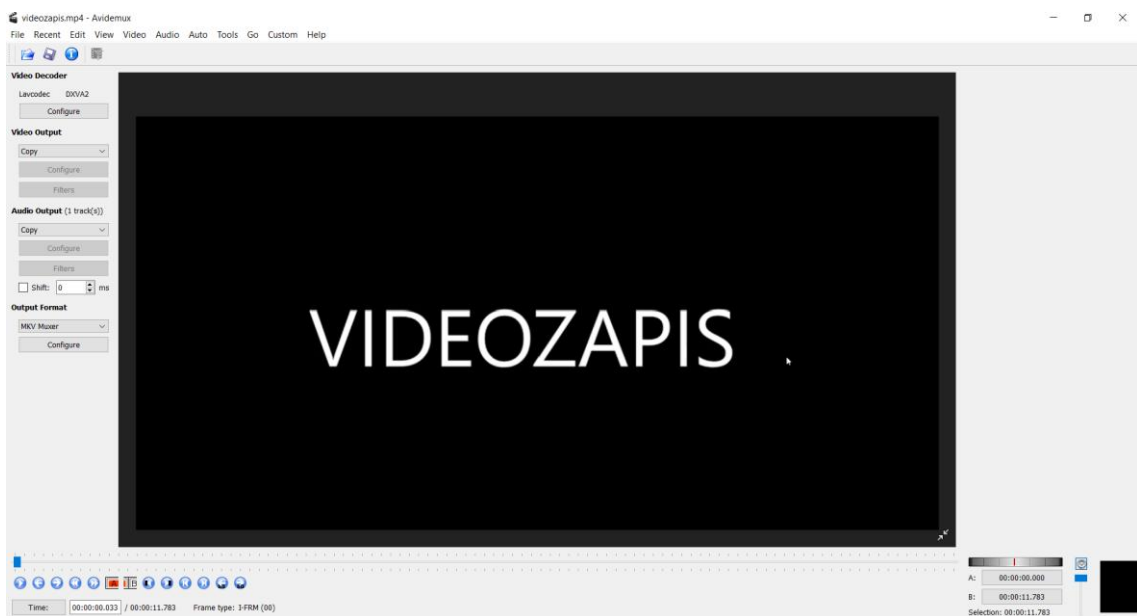 videozapis.mp4 - Avidemux
File Recent Edit View Video Audio Auto Tools Go Custom Help
Video Decoder
Lavcodec DXVA2
Configure
Video Output
Copy
Configure
Filters
Audio Output (1 track(s))
Copy
Configure
Filters
Shift: 0 ms
Output Format
MKV Muxer
Configure
VIDEOZAPIS
A: 00:00:00.000
B: 00:00:11.783
Selection: 00:00:11.783
Time: 00:00:00.033 / 00:00:11.783 Frame type: I-FRM (00)